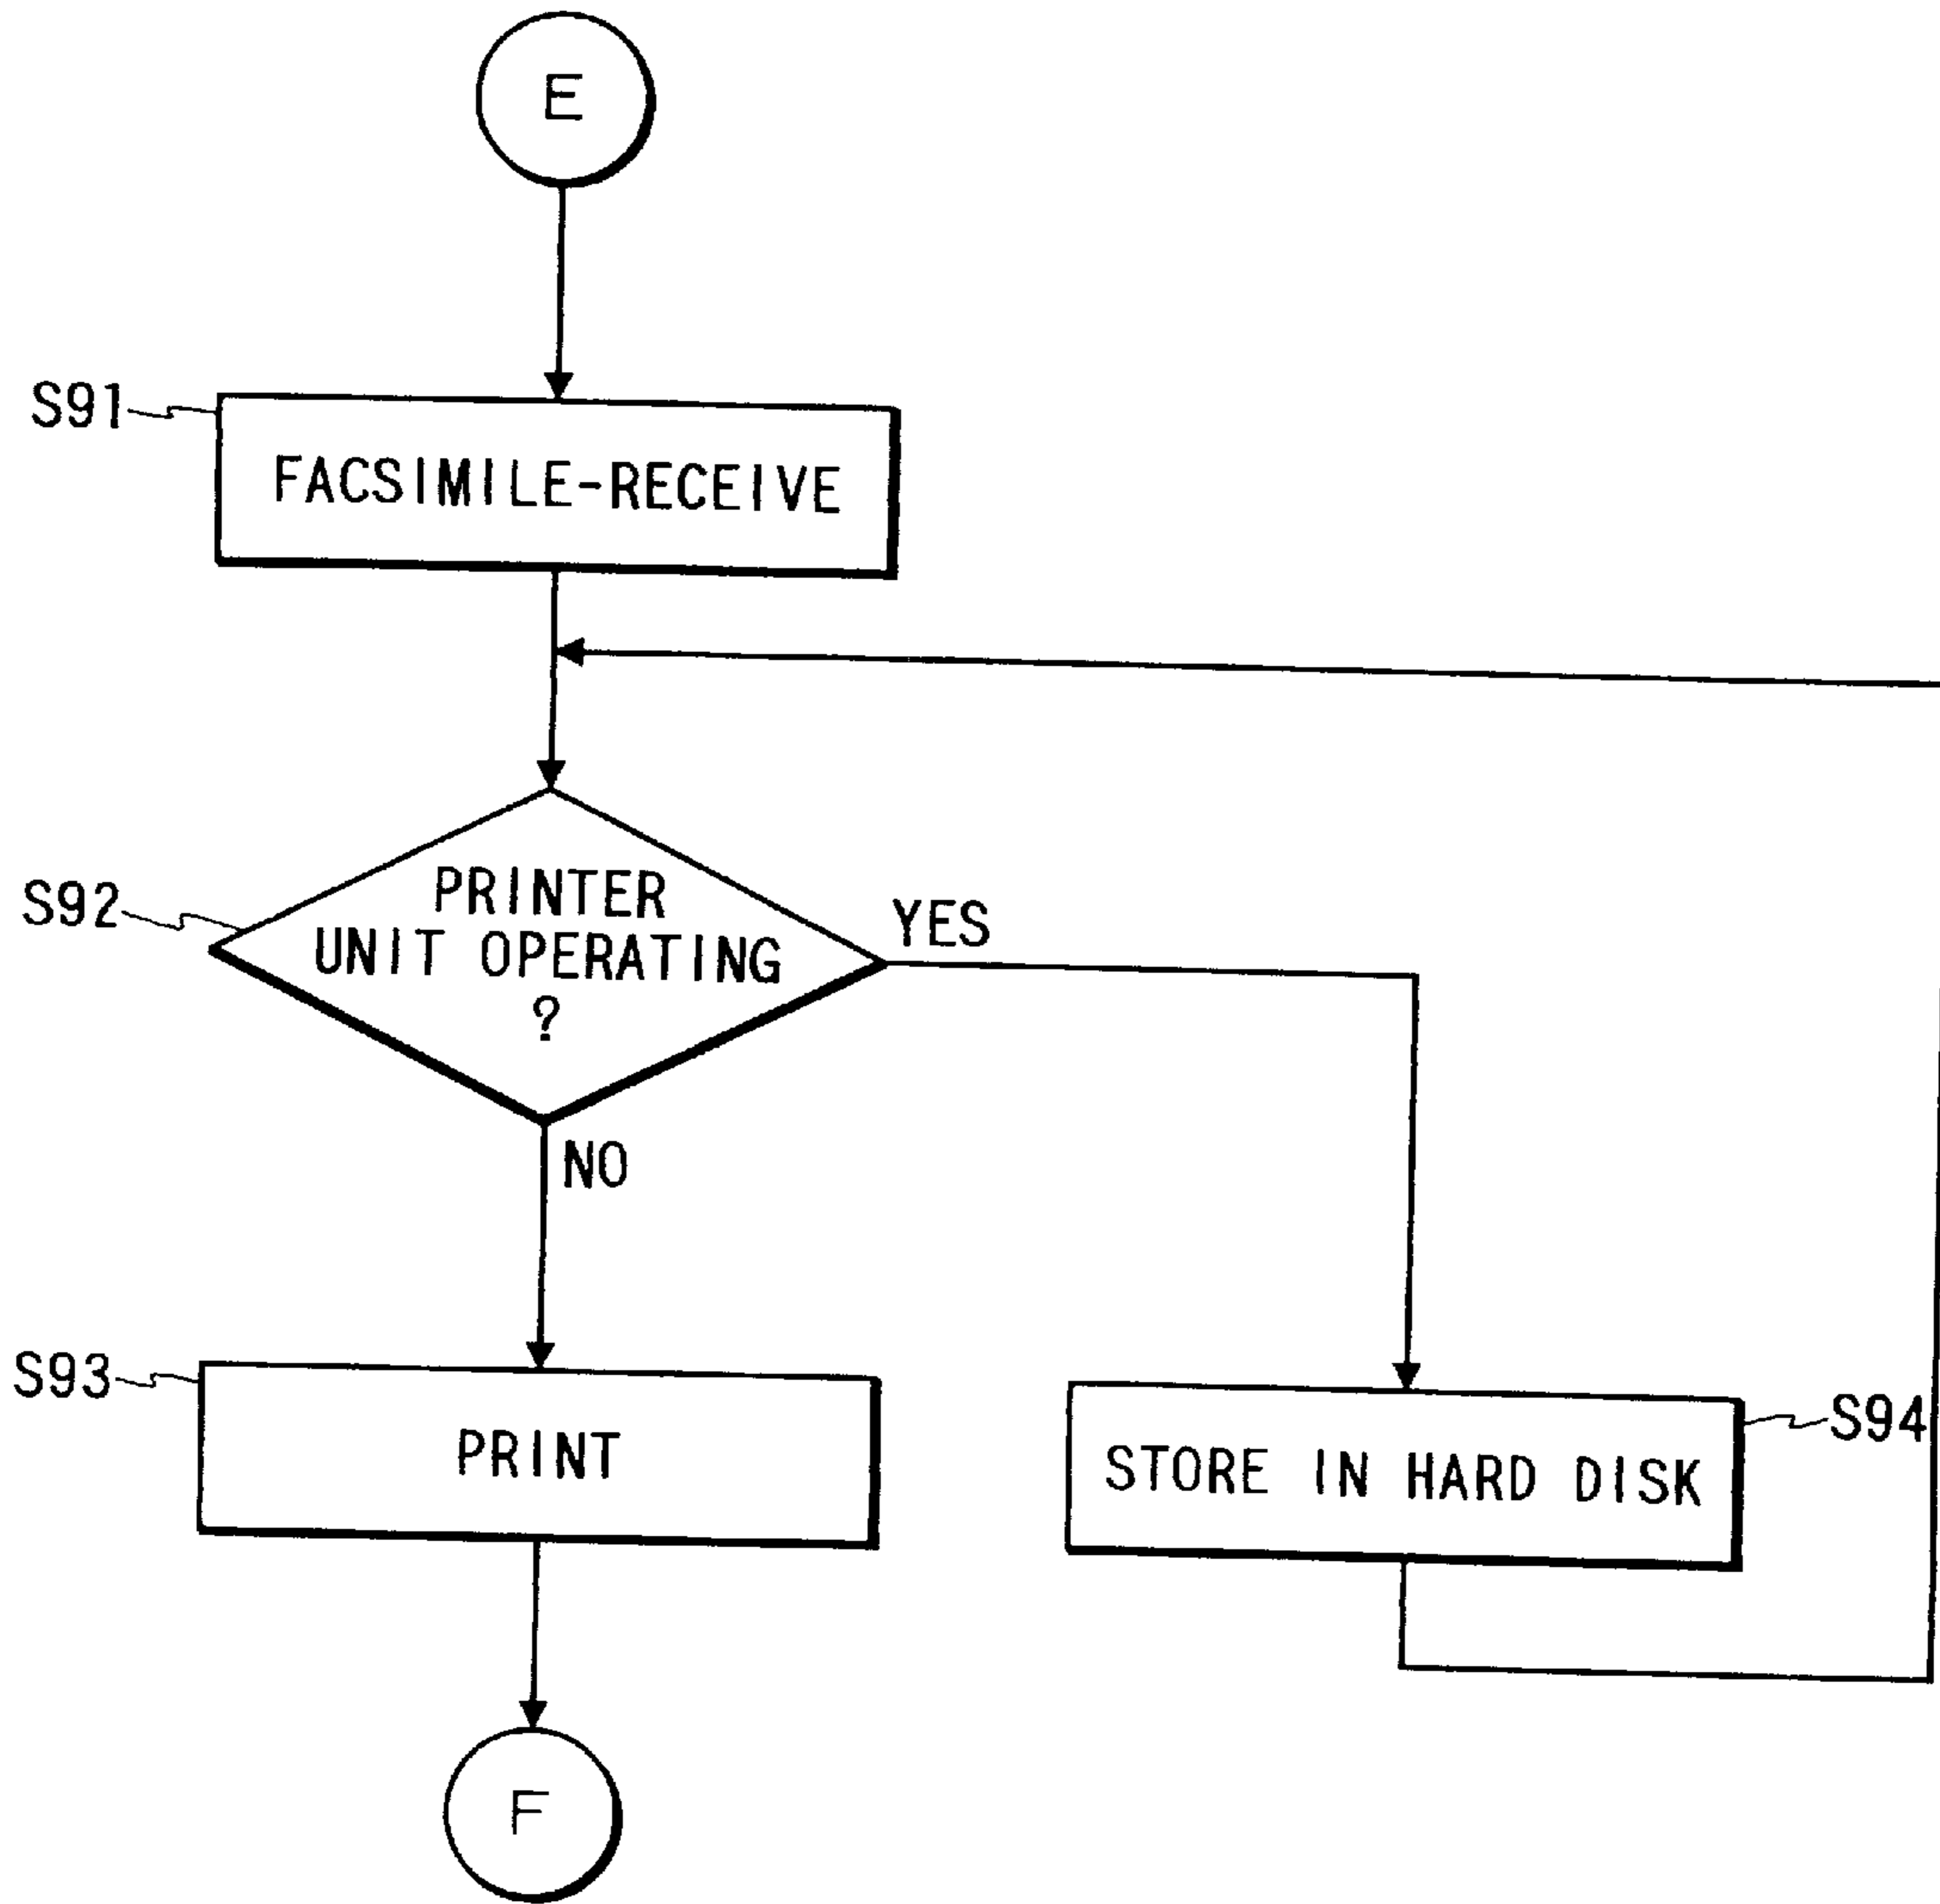 E
S91
FACSIMILE-RECEIVE
S92
PRINTER
UNIT OPERATING
?
YES
NO
S93
PRINT
STORE IN HARD DISK
S94
F